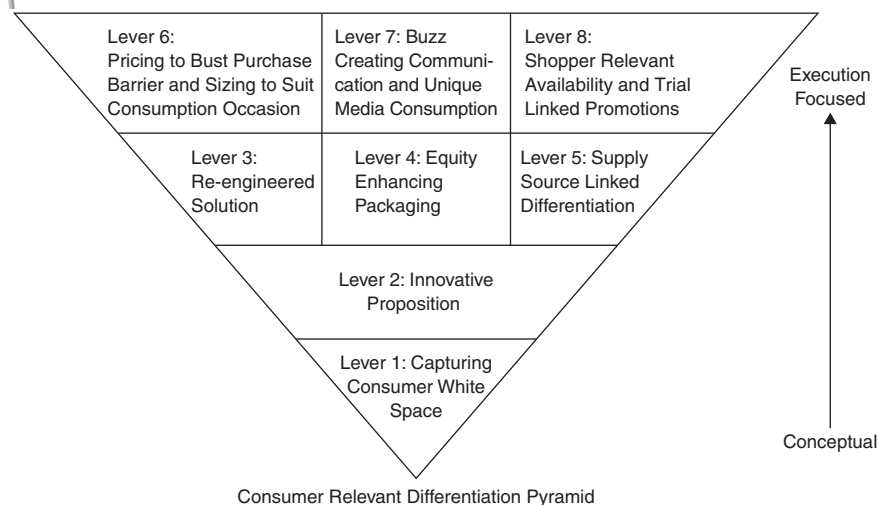 Lever 6:
Pricing to Bust Purchase
Barrier and Sizing to Suit
Consumption Occasion
Lever 7: Buzz
Creating Communi-
cation and Unique
Media Consumption
Lever 8:
Shopper Relevant
Availability and Trial
Linked Promotions
Execution
Focused
Lever 3:
Re-engineered
Solution
Lever 4: Equity
Enhancing
Packaging
Lever 5: Supply
Source Linked
Differentiation
Lever 2: Innovative
Proposition
Lever 1: Capturing
Consumer White
Space
Conceptual
Consumer Relevant Differentiation Pyramid